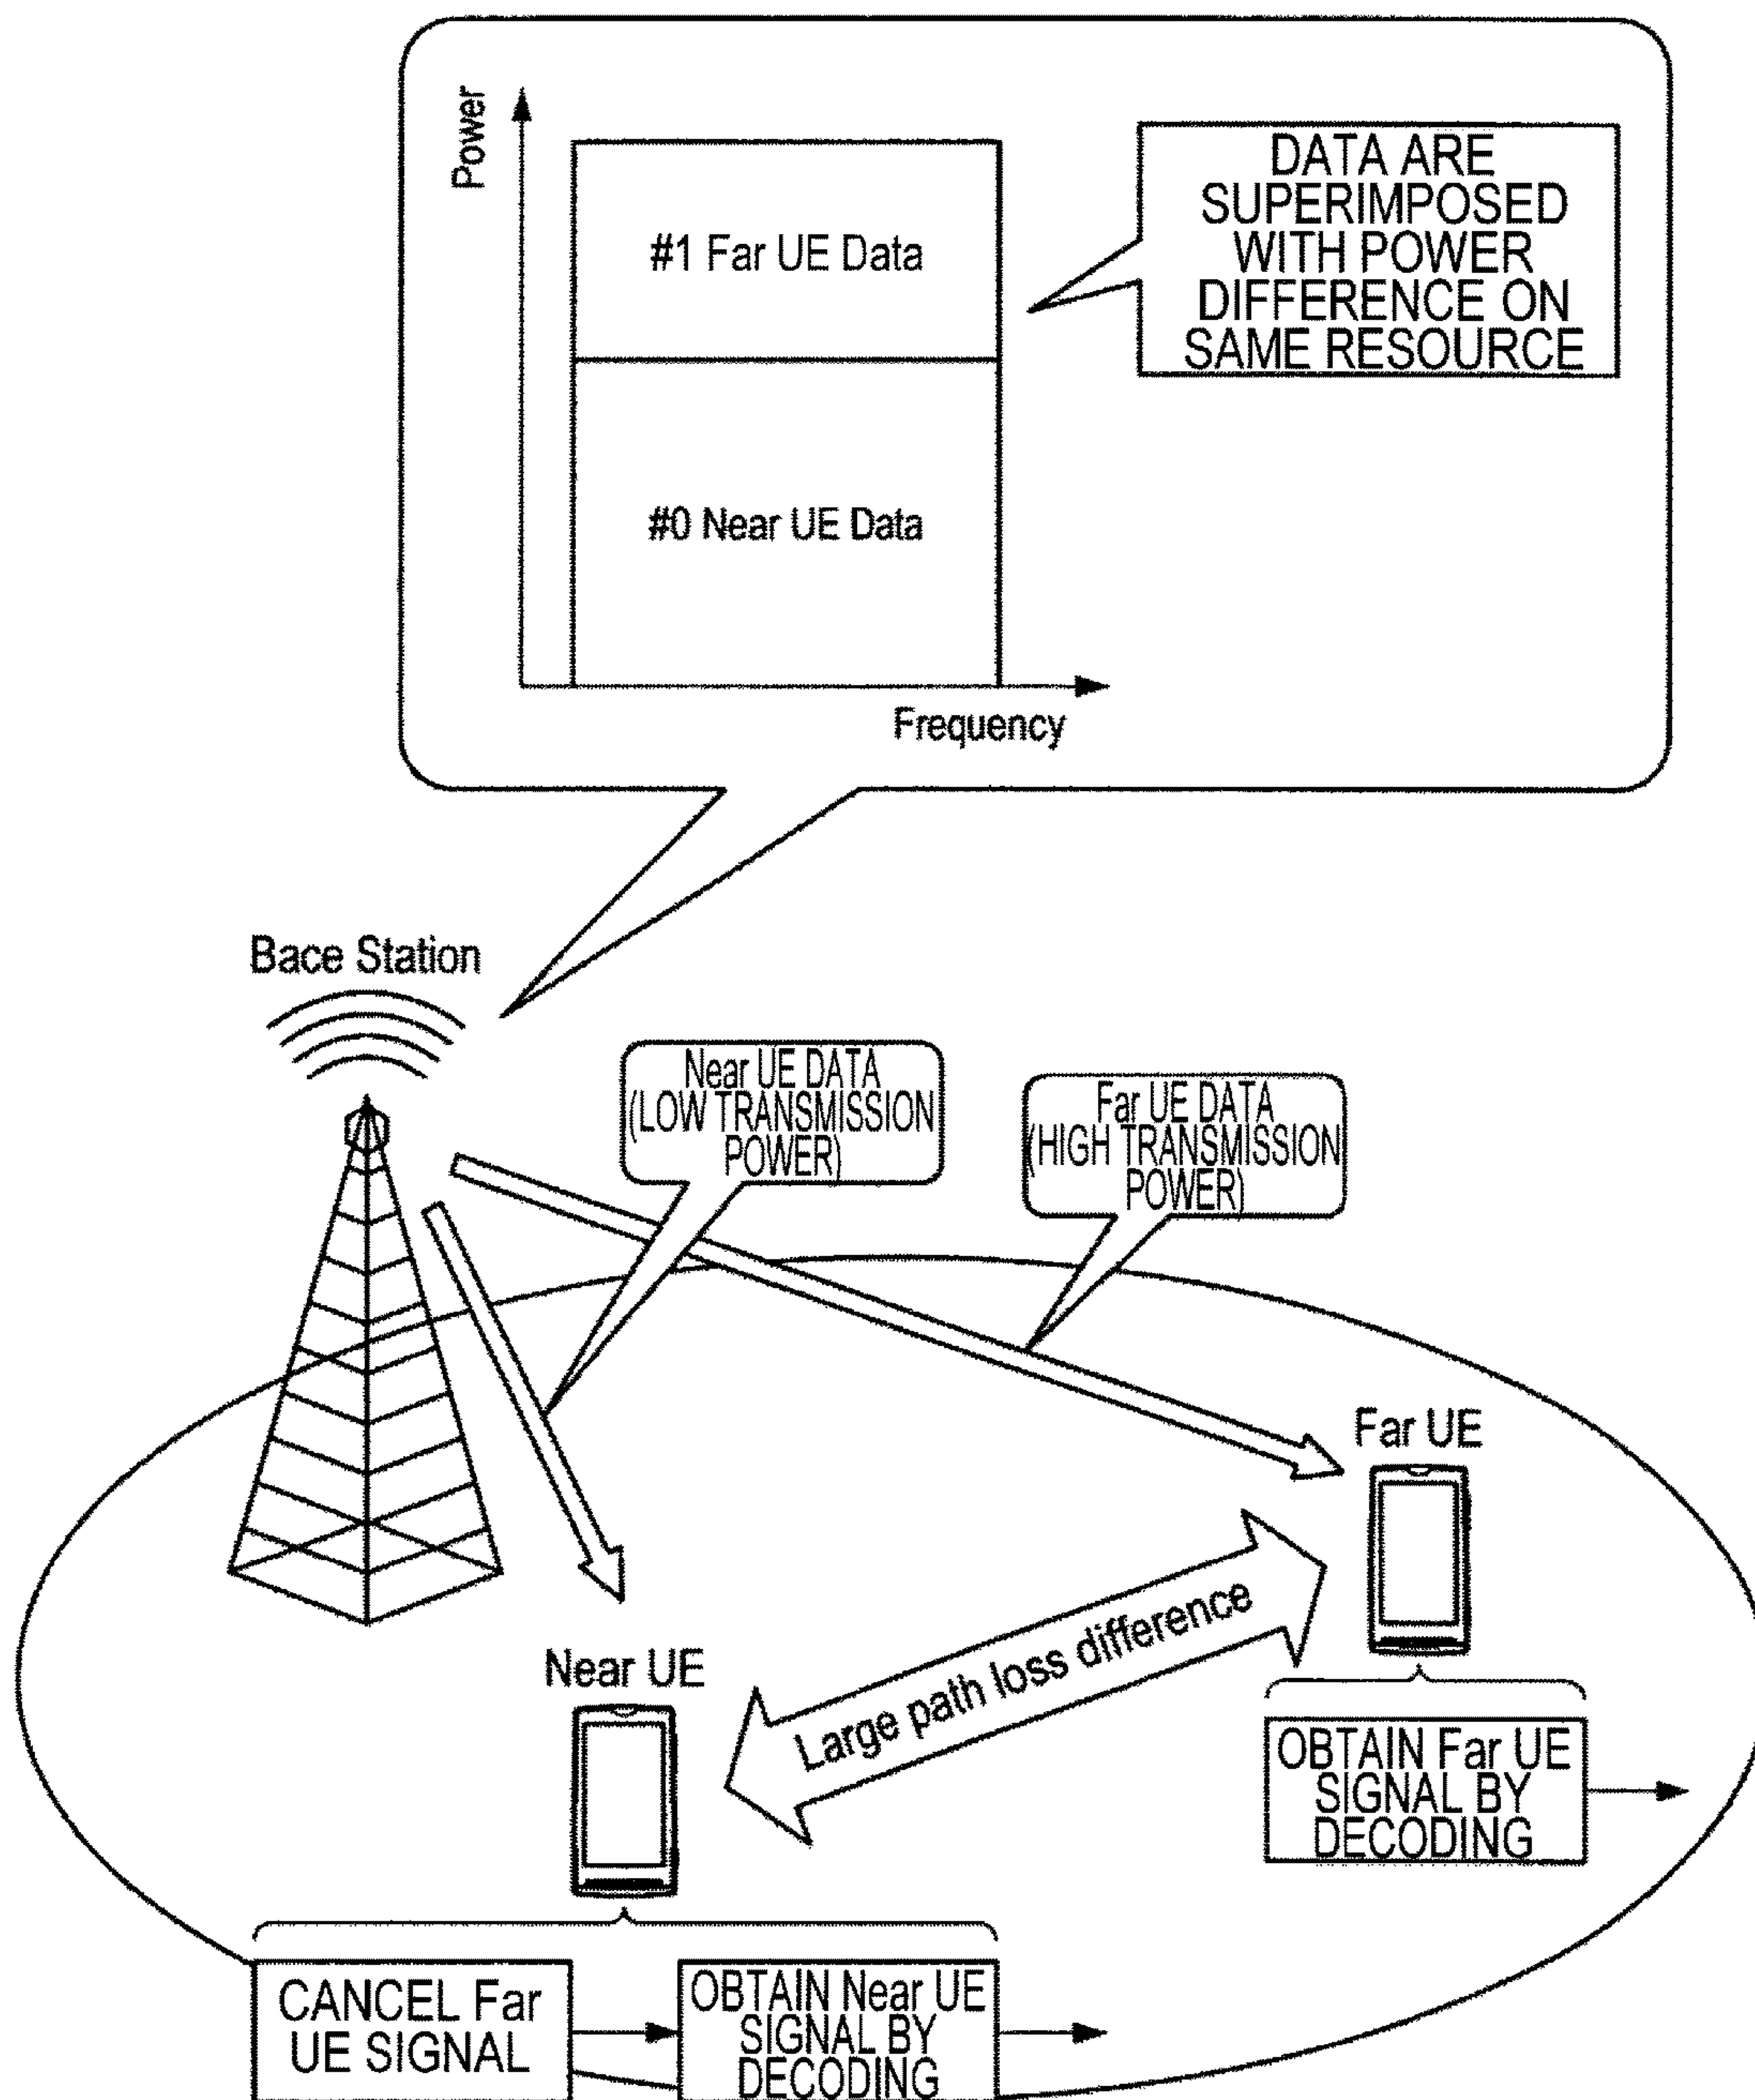 Power
#1 Far UE Data
DATA ARE
SUPERIMPOSED
WITH POWER
DIFFERENCE ON
SAME RESOURCE
#0 Near UE Data
Frequency
Bace Station
Near UE DATA
(LOW TRANSMISSION
POWER)
Far UE DATA
(HIGH TRANSMISSION
POWER)
Far UE
Large path loss difference
Near UE
OBTAIN Far UE
SIGNAL BY
DECODING
CANCEL Far
UE SIGNAL
OBTAIN Near UE
SIGNAL BY
DECODING